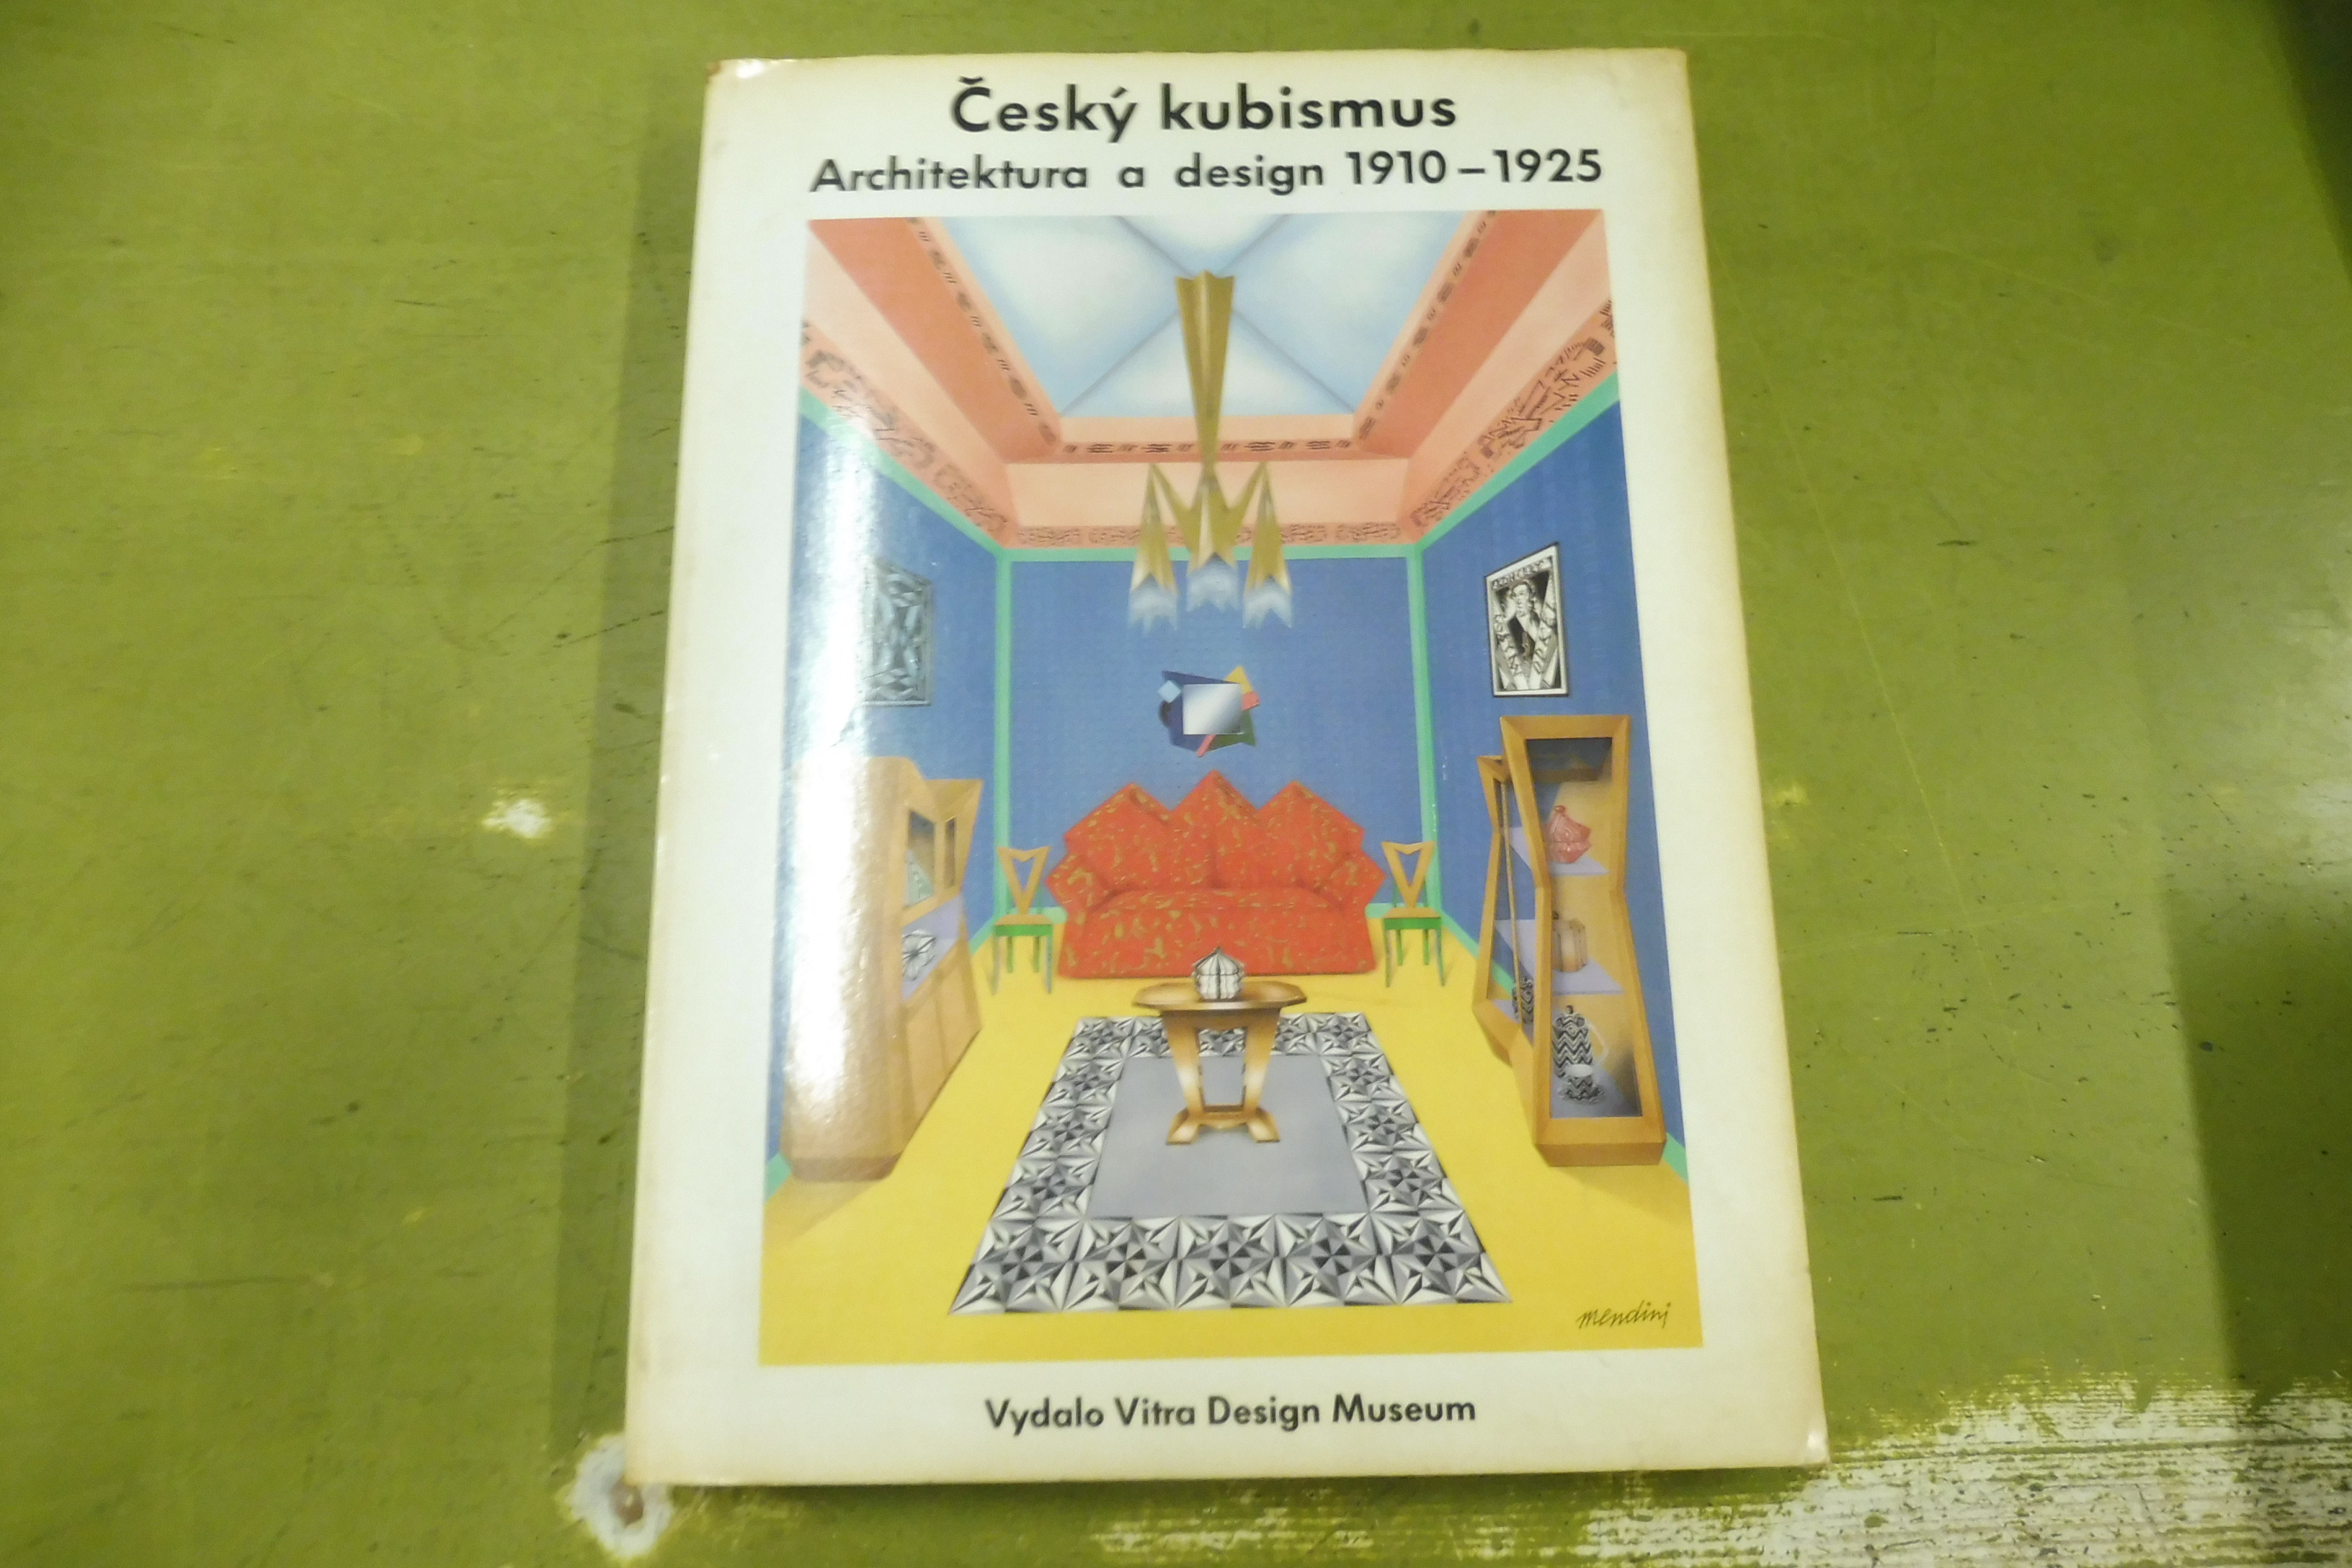 Český kubismus
Architektura a design 1910–1925
mendini
Vydalo Vitra Design Museum